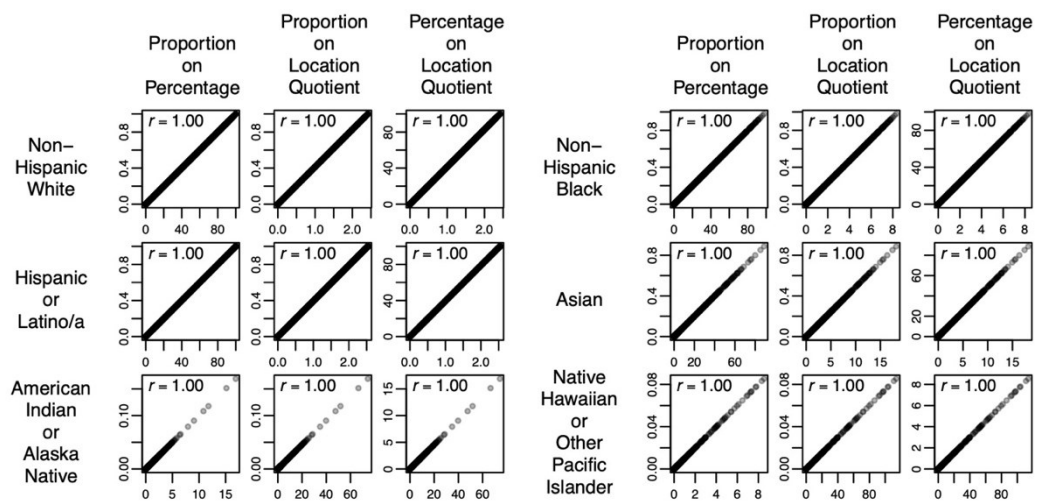 Proportion
on
Percentage
Proportion
on
Location
Quotient
Percentage
on
Location
Quotient
Non–
Hispanic
White
0.0 0.4 0.8
r = 1.00
0 40 80
0.0 0.4 0.8
r = 1.00
0.0 1.0 2.0
0 40 80
r = 1.00
0.0 1.0 2.0
Hispanic
or
Latino/a
0.0 0.4 0.8
r = 1.00
0 40 80
0.0 0.4 0.8
r = 1.00
0.0 1.0 2.0
0 40 80
r = 1.00
0.0 1.0 2.0
American
Indian
or
Alaska
Native
0.00 0.10
r = 1.00
0 5 10 15
0.00 0.10
r = 1.00
0 20 40 60
0 5 10 15
r = 1.00
0 20 40 60
Proportion
on
Percentage
Proportion
on
Location
Quotient
Percentage
on
Location
Quotient
Non–
Hispanic
Black
0.0 0.4 0.8
r = 1.00
0 40 80
0.0 0.4 0.8
r = 1.00
0 2 4 6 8
0 40 80
r = 1.00
0 2 4 6 8
Asian
0.0 0.4 0.8
r = 1.00
0 20 60
0.0 0.4 0.8
r = 1.00
0 5 10 15
0 20 60
r = 1.00
0 5 10 15
Native
Hawaiian
or
Other
Pacific
Islander
0.00 0.04 0.08
r = 1.00
0 2 4 6 8
0.00 0.04 0.08
r = 1.00
0 40 80
0 2 4 6 8
r = 1.00
0 40 80